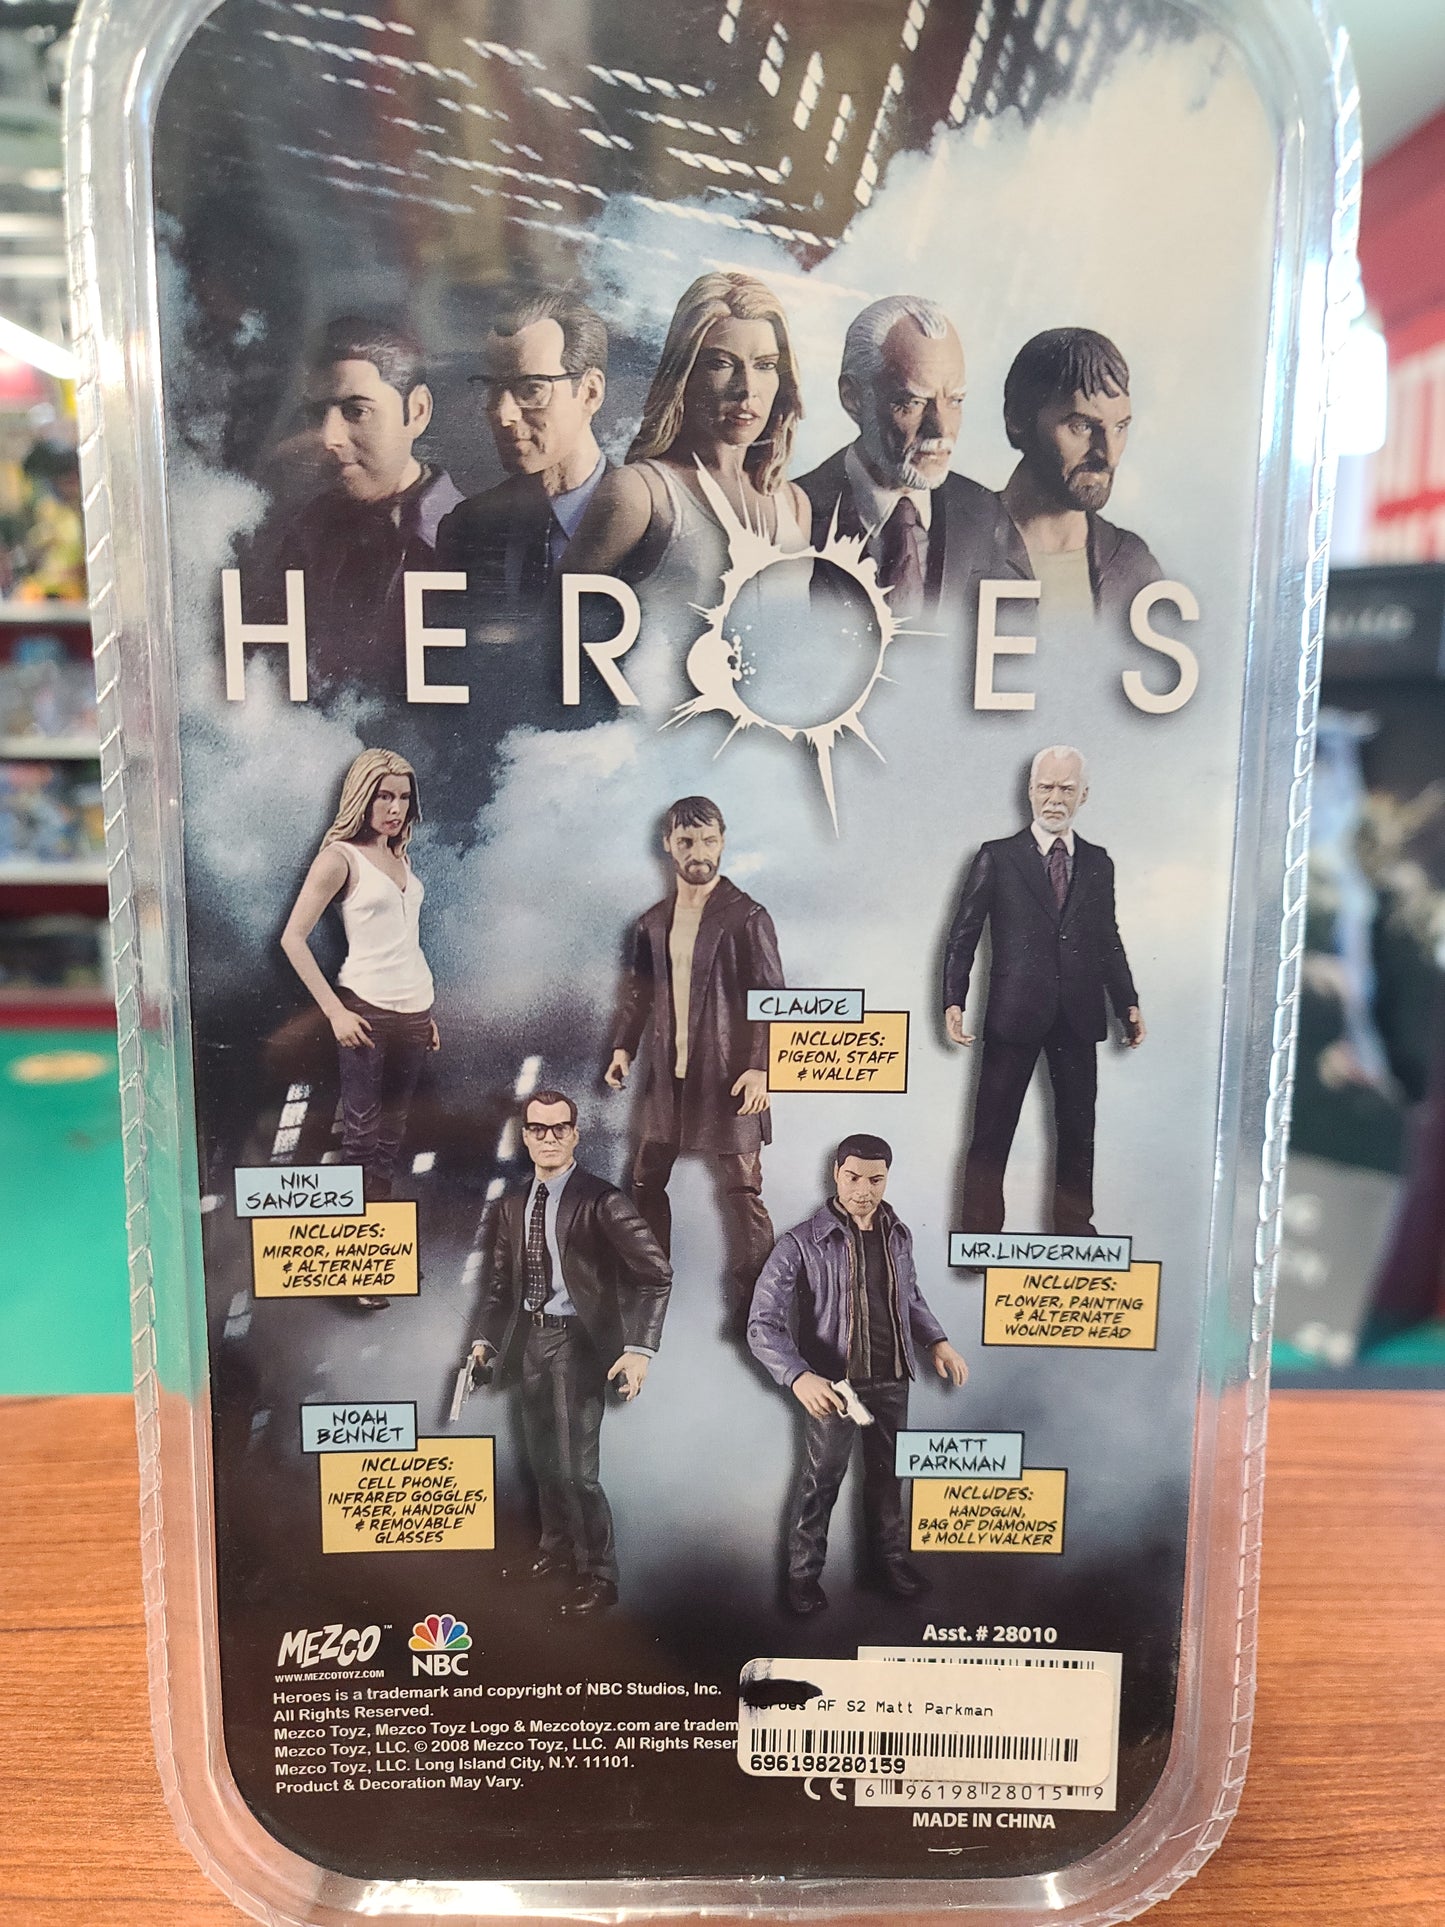 HEROES
CLAUDE
INCLUDES:
PIGEON, STAFF
& WALLET
NIKI
SANDERS
INCLUDES:
MIRROR, HANDGUN
& ALTERNATE
JESSICA HEAD
MR. LINDERMAN
INCLUDES:
FLOWER, PAINTING
& ALTERNATE
WOUNDED HEAD
NOAH
BENNET
INCLUDES:
CELL PHONE,
INFRARED GOGGLES,
TASER, HANDGUN
& REMOVABLE
GLASSES
MATT
PARKMAN
INCLUDES:
HANDGUN,
BAG OF DIAMONDS
& MOLLY WALKER
MEZCO™
WWW.MEZCOTOYZ.COM
NBC
Heroes is a trademark and copyright of NBC Studios, Inc.
All Rights Reserved.
Mezco Toyz, Mezco Toyz Logo & Mezcotoyz.com are tradem
Mezco Toyz, LLC. © 2008 Mezco Toyz, LLC. All Rights Reser
Mezco Toyz, LLC. Long Island City, N.Y. 11101.
Product & Decoration May Vary.
Asst. # 28010
Heroes AF S2 Matt Parkman
696198280159
CE
6 96198 28015 9
MADE IN CHINA